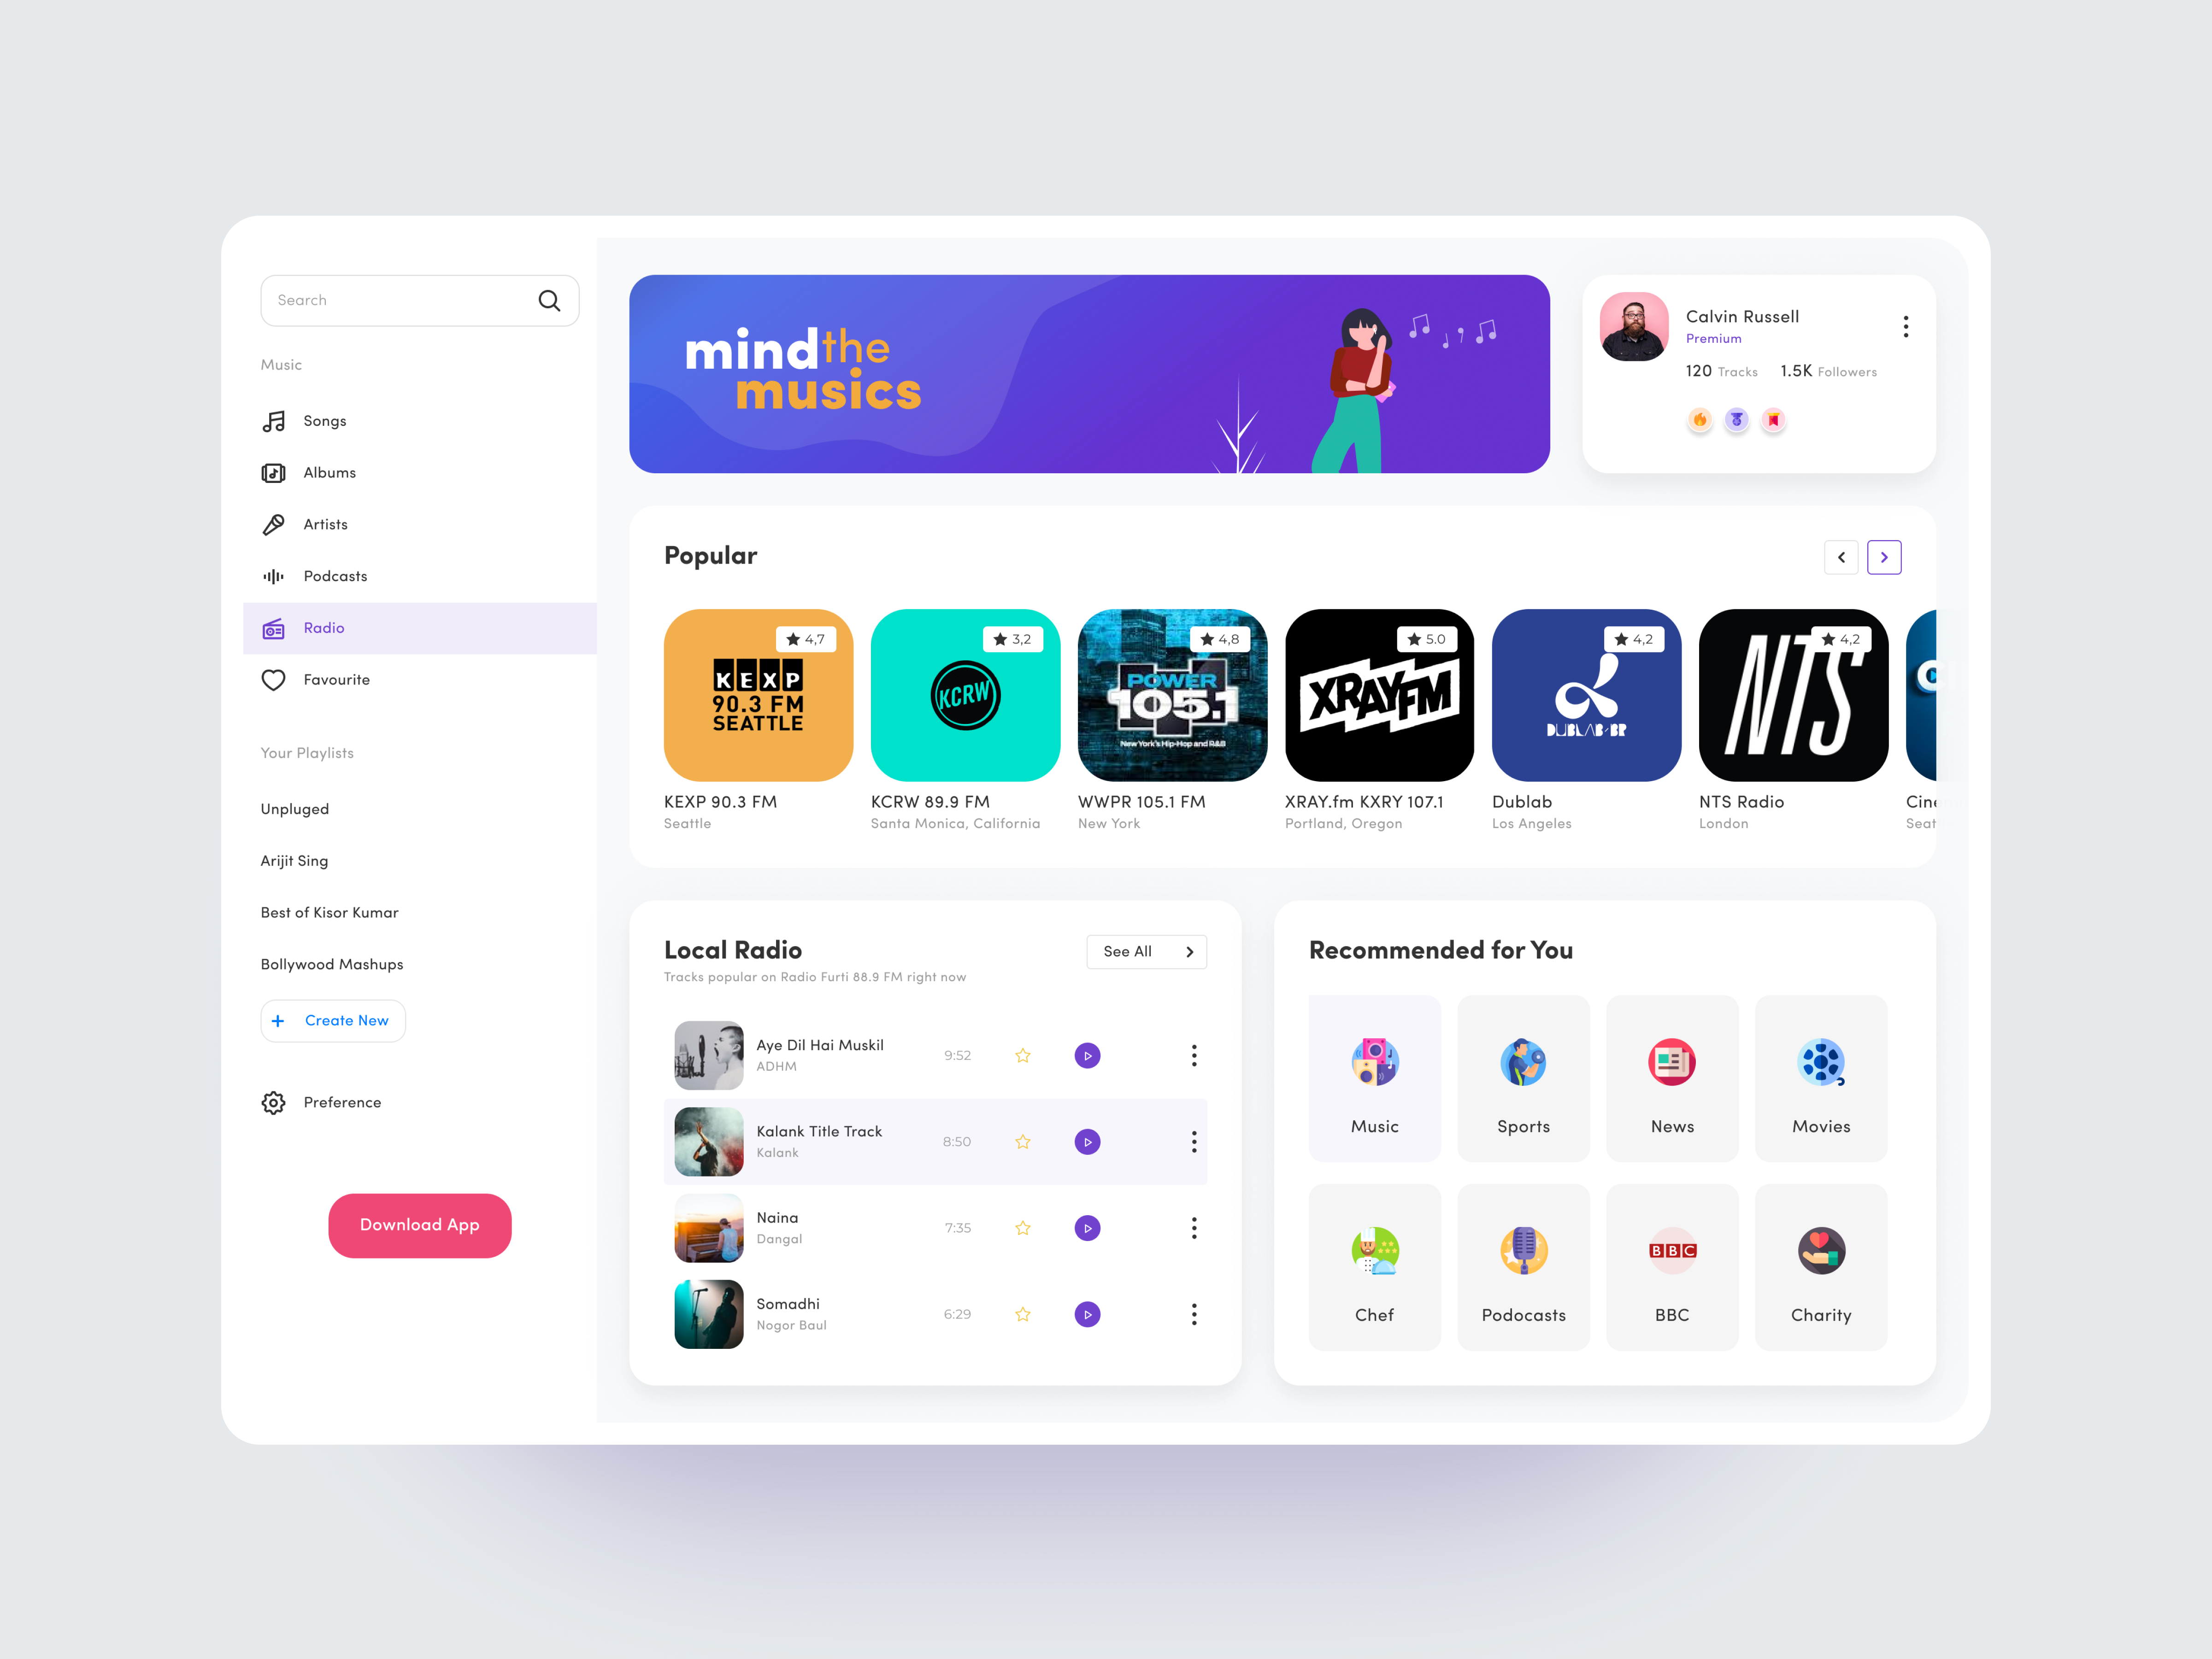 Search
Music
Songs
Albums
Artists
Podcasts
Radio
Favourite
Your Playlists
Unpluged
Arijit Sing
Best of Kisor Kumar
Bollywood Mashups
+ Create New
Preference
Download App
mind the
musics
Calvin Russell
Premium
120 Tracks 1.5K Followers
Popular
4,7
KEXP
90.3 FM
SEATTLE
KEXP 90.3 FM
Seattle
3,2
KCRW
KCRW 89.9 FM
Santa Monica, California
4,8
POWER
105.1
New York's Hip-Hop and R&B
WWPR 105.1 FM
New York
5.0
XRAYFM
XRAY.fm KXRY 107.1
Portland, Oregon
4,2
DUBLAB·BR
Dublab
Los Angeles
4,2
NTS
NTS Radio
London
Local Radio
See All
Tracks popular on Radio Furti 88.9 FM right now
Aye Dil Hai Muskil
ADHM
9:52
Kalank Title Track
Kalank
8:50
Naina
Dangal
7:35
Somadhi
Nogor Baul
6:29
Recommended for You
Music
Sports
News
Movies
Chef
Podocasts
BBC
BBC
Charity